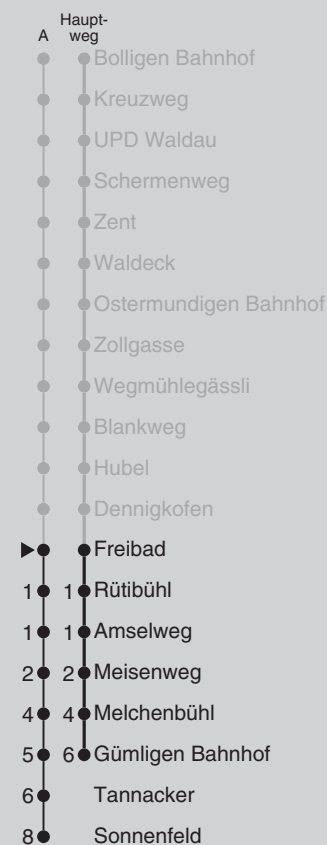 A Haupt-
weg
Bolligen Bahnhof
Kreuzweg
UPD Waldau
Schermenweg
Zent
Waldeck
Ostermundigen Bahnhof
Zollgasse
Wegmühlegässli
Blankweg
Hubel
Dennigkofen
Freibad
1 1 Rütibühl
1 1 Amselweg
2 2 Meisenweg
4 4 Melchenbühl
5 6 Gümligen Bahnhof
6 Tannacker
8 Sonnenfeld